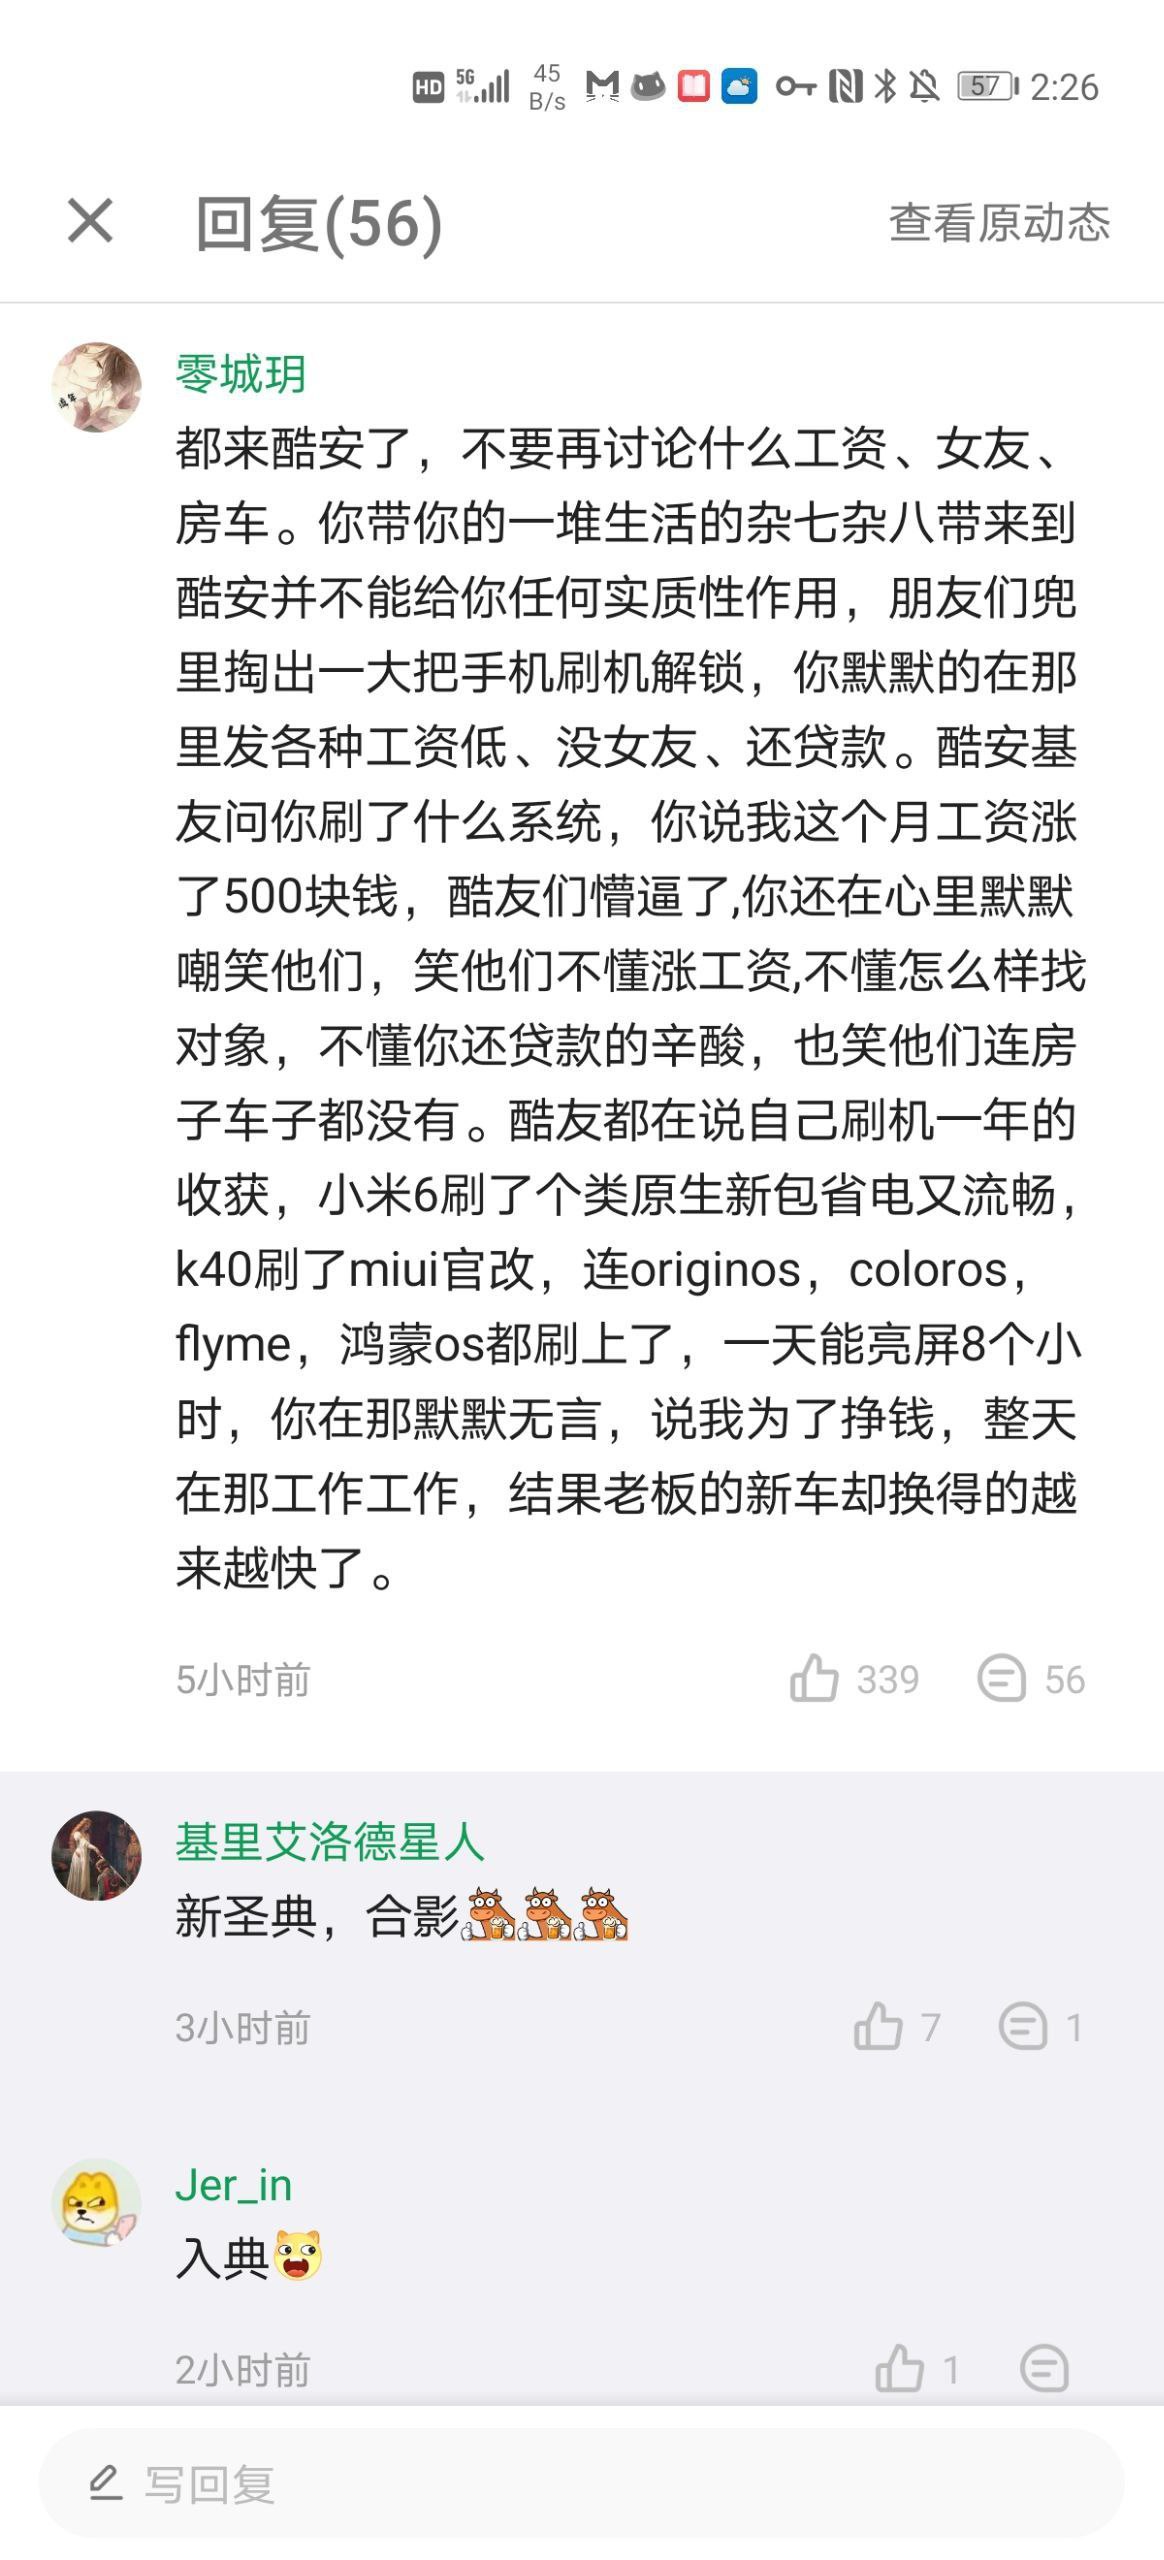 HD 5G 45 B/s 57 2:26
回复(56) 查看原动态
零城玥
都来酷安了，不要再讨论什么工资、女友、
房车。你带你的一堆生活的杂七杂八带来到
酷安并不能给你任何实质性作用，朋友们兜
里掏出一大把手机刷机解锁，你默默的在那
里发各种工资低、没女友、还贷款。酷安基
友问你刷了什么系统，你说我这个月工资涨
了500块钱，酷友们懵逼了,你还在心里默默
嘲笑他们，笑他们不懂涨工资,不懂怎么样找
对象，不懂你还贷款的辛酸，也笑他们连房
子车子都没有。酷友都在说自己刷机一年的
收获，小米6刷了个类原生新包省电又流畅，
k40刷了miui官改，连originos，coloros，
flyme，鸿蒙os都刷上了，一天能亮屏8个小
时，你在那默默无言，说我为了挣钱，整天
在那工作工作，结果老板的新车却换得的越
来越快了。
5小时前 339 56
基里艾洛德星人
新圣典，合影
3小时前 7 1
Jer_in
入典
2小时前 1
写回复